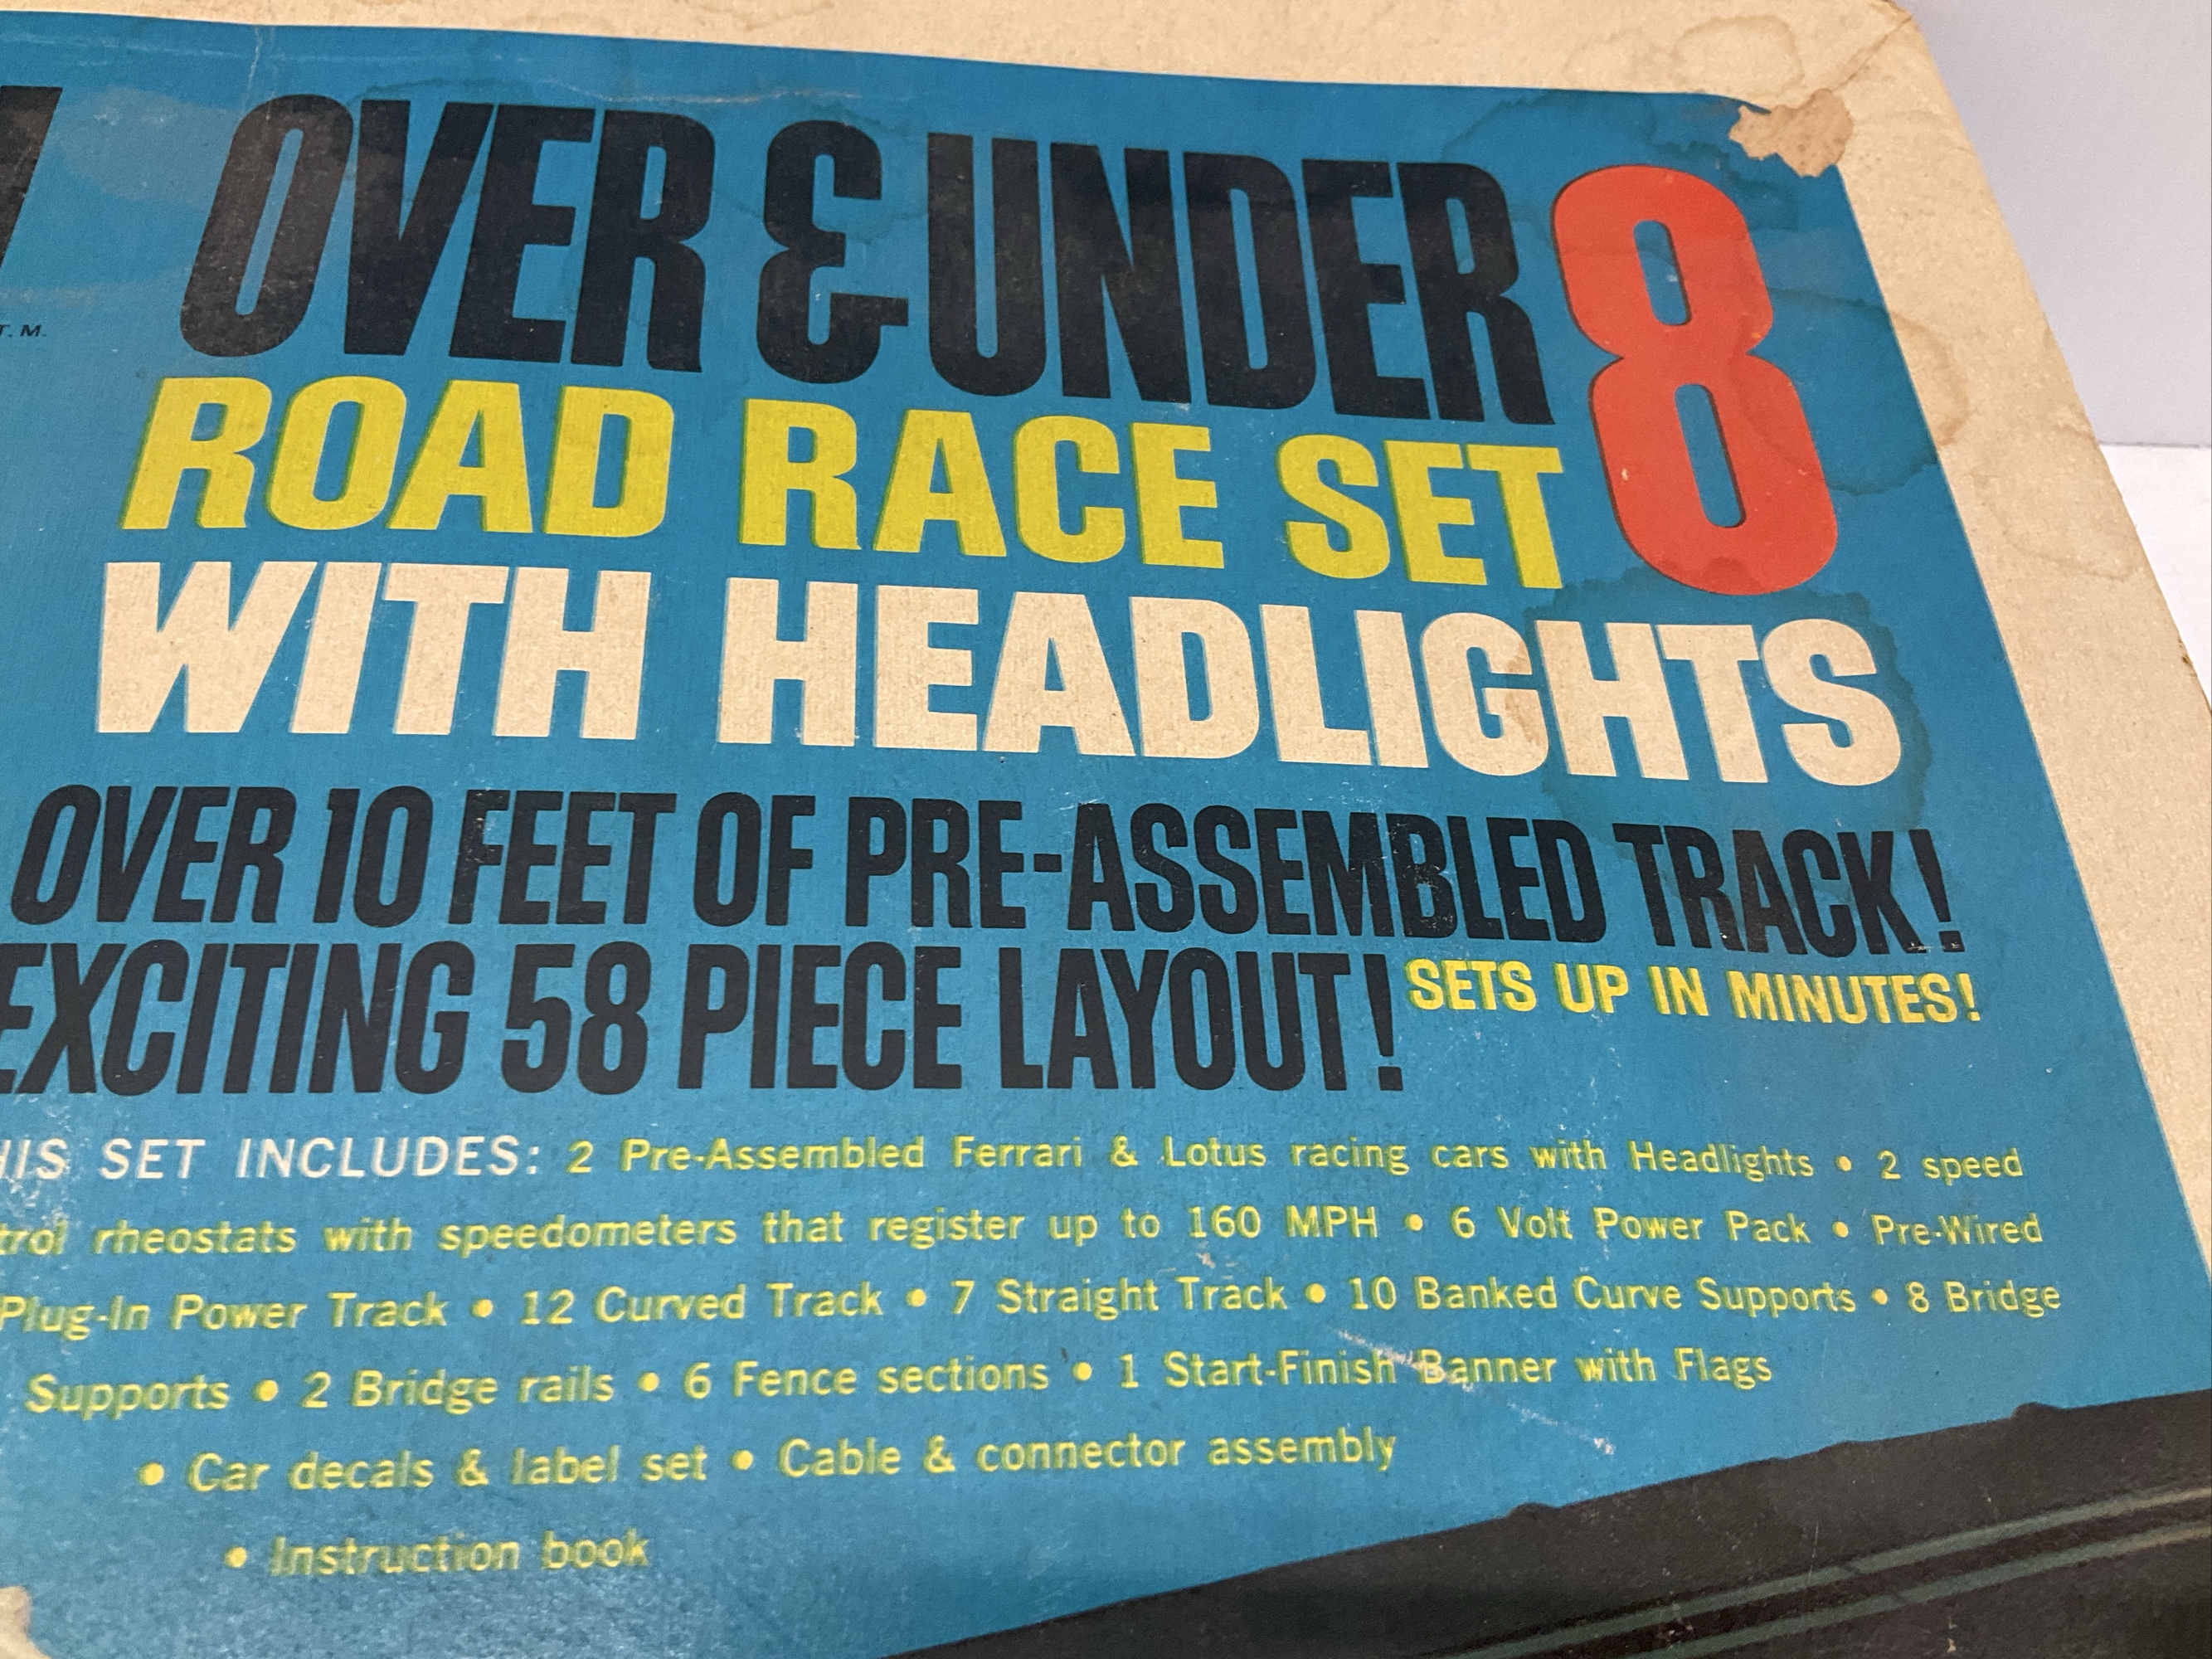 T. M.
OVER & UNDER 8
ROAD RACE SET
WITH HEADLIGHTS
OVER 10 FEET OF PRE-ASSEMBLED TRACK!
EXCITING 58 PIECE LAYOUT! SETS UP IN MINUTES!
HIS SET INCLUDES: 2 Pre-Assembled Ferrari & Lotus racing cars with Headlights • 2 speed
trol rheostats with speedometers that register up to 160 MPH • 6 Volt Power Pack • Pre-Wired
Plug-In Power Track • 12 Curved Track • 7 Straight Track • 10 Banked Curve Supports • 8 Bridge
Supports • 2 Bridge rails • 6 Fence sections • 1 Start-Finish Banner with Flags
• Car decals & label set • Cable & connector assembly
• Instruction book